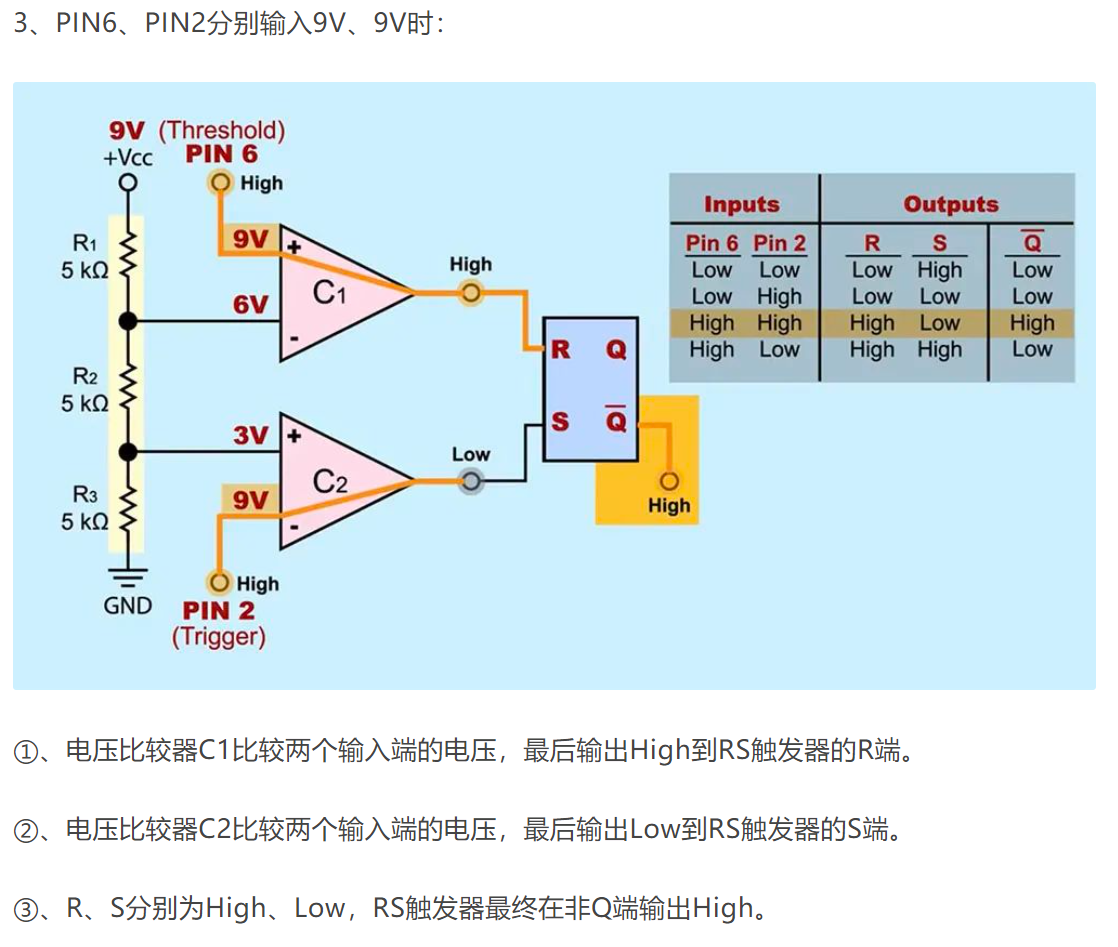 3、PIN6、PIN2分别输入9V、9V时：
9V (Threshold)
+Vcc PIN 6
High
R1
5 kΩ
9V
+
C1
6V
-
High
R2
5 kΩ
3V
+
C2
9V
-
Low
R3
5 kΩ
R Q
S Q̅
High
High
GND
PIN 2
(Trigger)
Inputs Outputs
Pin 6 Pin 2 R S Q̅
Low Low Low High Low
Low High Low Low Low
High High High Low High
High Low High High Low
①、电压比较器C1比较两个输入端的电压，最后输出High到RS触发器的R端。
②、电压比较器C2比较两个输入端的电压，最后输出Low到RS触发器的S端。
③、R、S分别为High、Low，RS触发器最终在非Q端输出High。